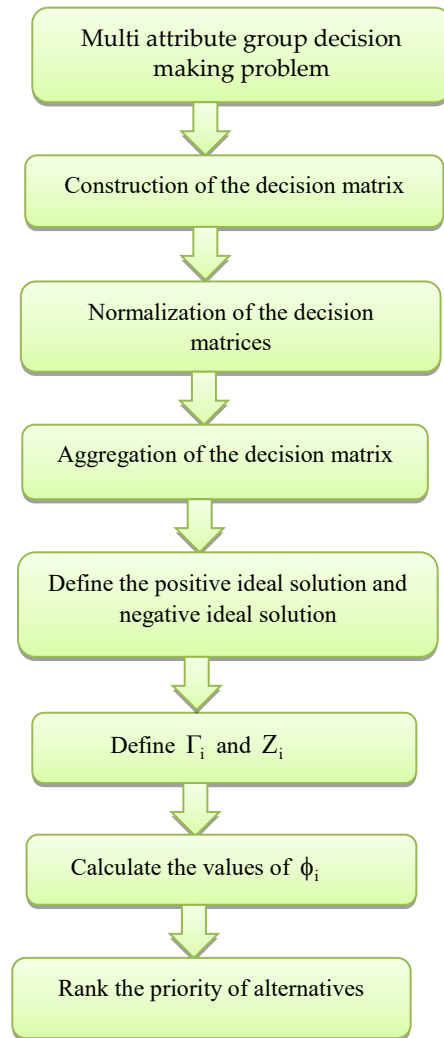 Multi attribute group decision
making problem
Construction of the decision matrix
Normalization of the decision
matrices
Aggregation of the decision matrix
Define the positive ideal solution and
negative ideal solution
Define Γᵢ and Zᵢ
Calculate the values of ϕᵢ
Rank the priority of alternatives